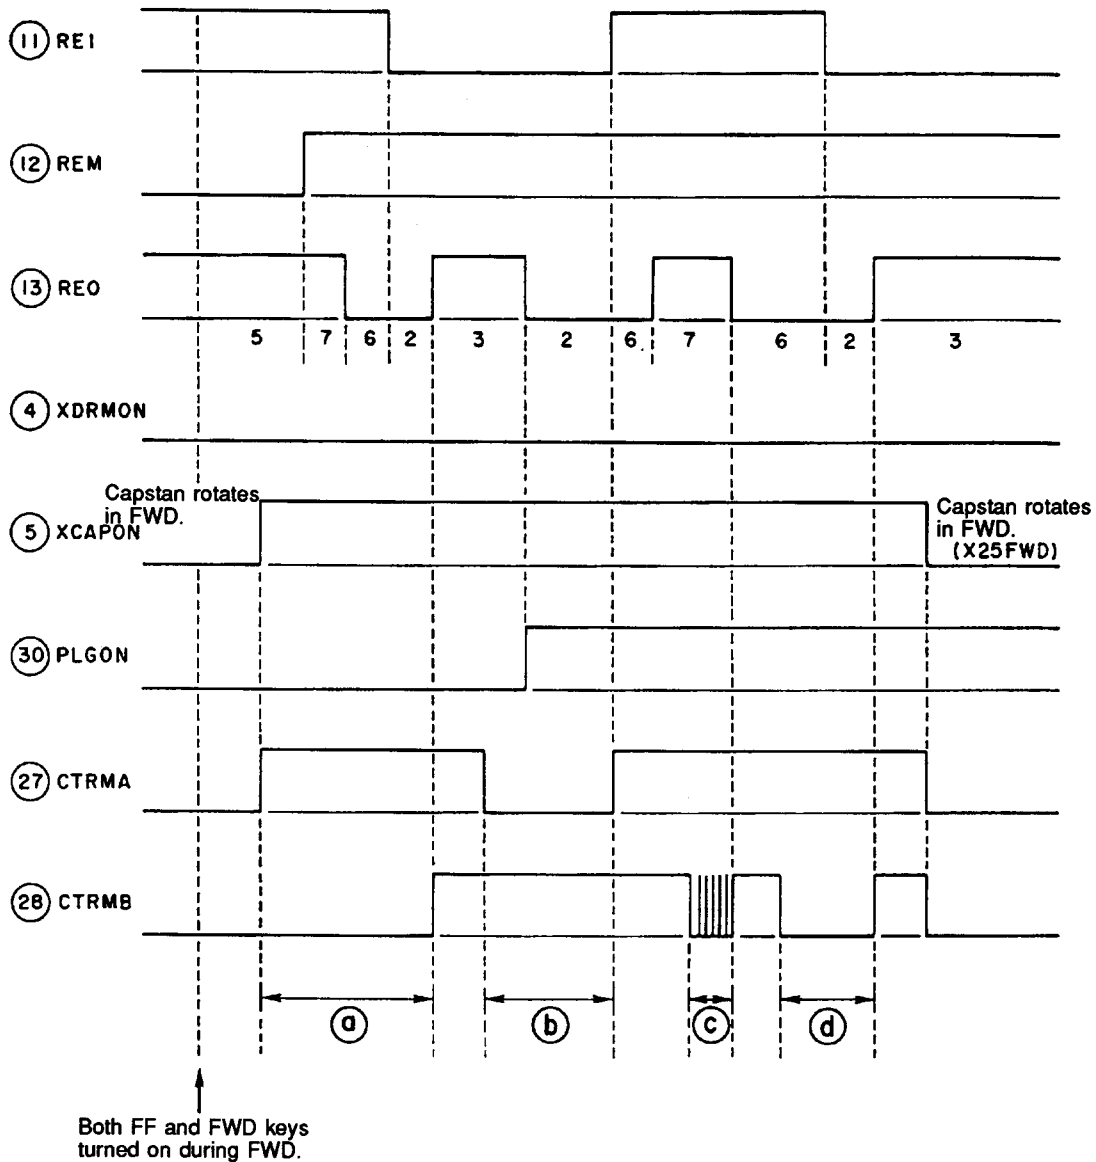 11 REI
12 REM
13 REO
5 7 6 2 3 2 6 7 6 2 3
4 XDRMON
Capstan rotates
in FWD.
5 XCAPON
Capstan rotates
in FWD.
(X25FWD)
30 PLGON
27 CTRMA
28 CTRMB
a b c d
Both FF and FWD keys
turned on during FWD.